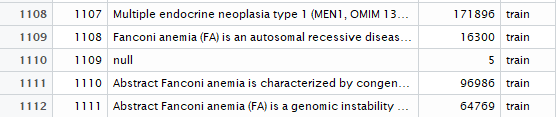 1108 1107 Multiple endocrine neoplasia type 1 (MEN1, OMIM 13... 171896 train
1109 1108 Fanconi anemia (FA) is an autosomal recessive diseas... 16300 train
1110 1109 null 5 train
1111 1110 Abstract Fanconi anemia is characterized by congen... 96986 train
1112 1111 Abstract Fanconi anemia (FA) is a genomic instability ... 64769 train